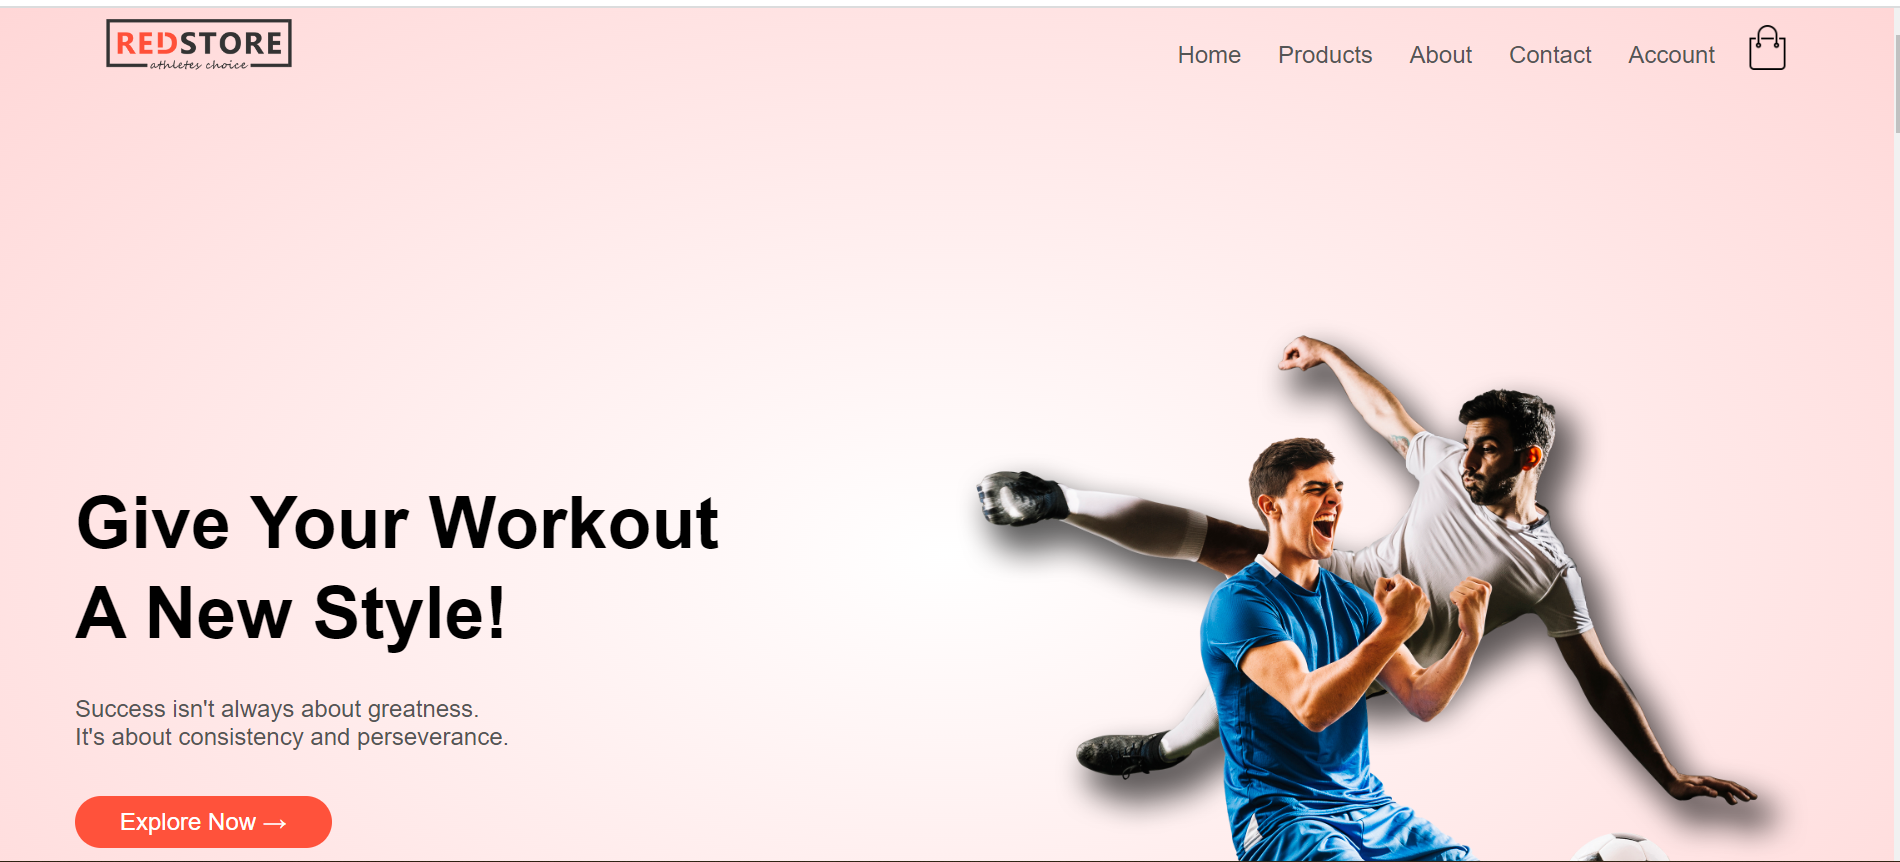 REDSTORE
athletes choice
Home Products About Contact Account
Give Your Workout
A New Style!
Success isn't always about greatness.
It's about consistency and perseverance.
Explore Now →